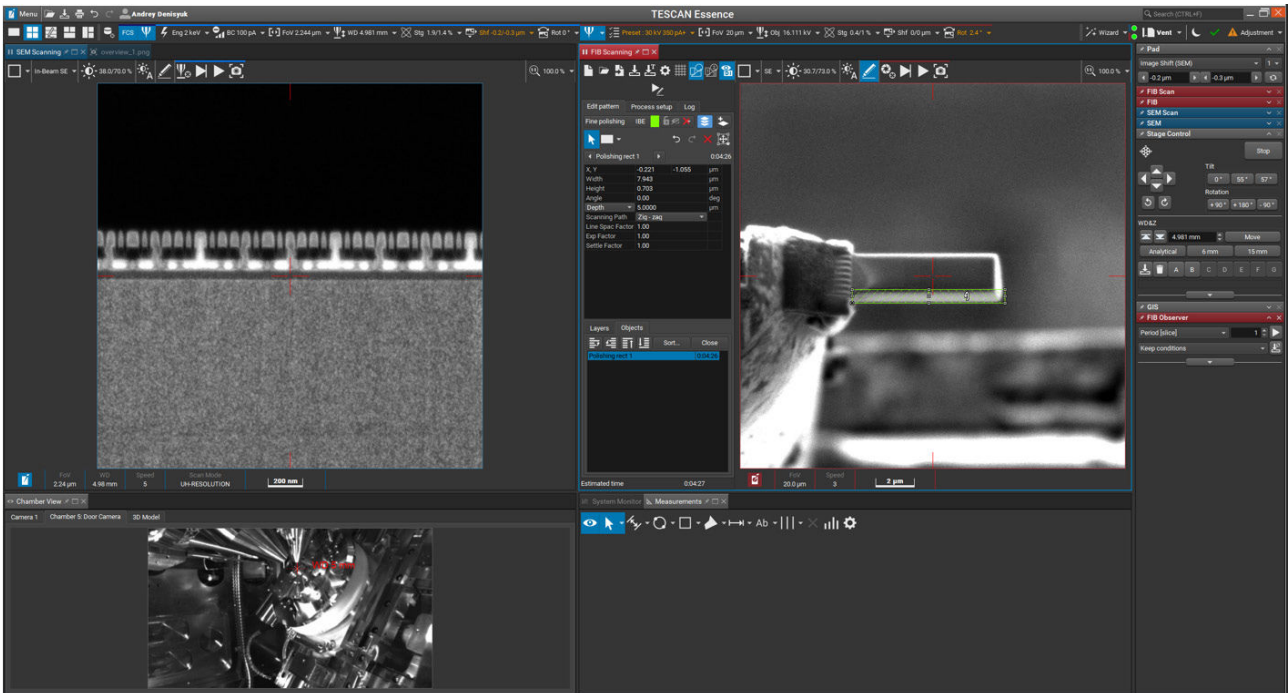 Menu Andrey Denisyuk TESCAN Essence Search (CTRL+F)
FCS Eng 2 keV BC 100 pA FoV 2.244 µm WD 4.981 mm Stg 1.9/1.4 % Shf -0.2/-0.3 µm Rot 0° Preset: 30 kV 350 pA+ FoV 20 µm Obj 16.111 kV Stg 0.4/1 % Shf 0/0 µm Rot 2.4° Wizard Vent Adjustment
SEM Scanning overview_1.png
In-Beam SE 38.0/70.0 % 100.0 %
FIB Scanning
SE 30.7/73.0 % 100.0 %
Edit pattern Process setup Log
Fine polishing IBE
Polishing rect 1 0:04:26
X, Y -0.221 -1.055 µm
Width 7.943 µm
Height 0.703 µm
Angle 0.00 deg
Depth 5.0000 µm
Scanning Path Zig - zag
Line Spac Factor 1.00
Exp Factor 1.00
Settle Factor 1.00
Layers Objects
Sort... Close
Polishing rect 1 0:04:26
Estimated time 0:04:27
FoV WD Speed Scan Mode
2.24 µm 4.98 mm 5 UH-RESOLUTION 200 nm
FoV Speed
20.0 µm 3 2 µm
Chamber View
Camera 1 Chamber 5: Door Camera 3D Model
System Monitor Measurements
Ab
Pad
Image Shift (SEM) 1
-0.2 µm -0.3 µm
FIB Scan
FIB
SEM Scan
SEM
Stage Control
Stop
Tilt
0° 55° 57°
Rotation
+ 90° + 180° - 90°
WD&Z
4.981 mm Move
Analytical 6 mm 15 mm
A B C D E F G
GIS
FIB Observer
Period [slice] 1
Keep conditions